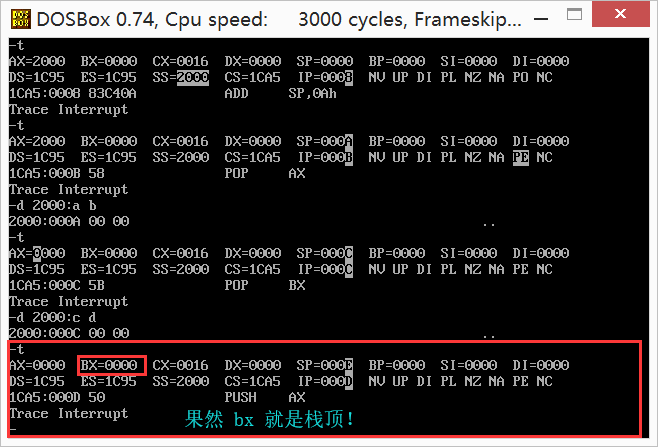 DOSBox 0.74, Cpu speed: 3000 cycles, Frameskip...
-t
AX=2000 BX=0000 CX=0016 DX=0000 SP=0000 BP=0000 SI=0000 DI=0000
DS=1C95 ES=1C95 SS=2000 CS=1CA5 IP=0008 NV UP DI PL NZ NA PO NC
1CA5:0008 83C40A ADD SP,0Ah
Trace Interrupt
-t
AX=2000 BX=0000 CX=0016 DX=0000 SP=000A BP=0000 SI=0000 DI=0000
DS=1C95 ES=1C95 SS=2000 CS=1CA5 IP=000B NV UP DI PL NZ NA PE NC
1CA5:000B 58 POP AX
Trace Interrupt
-d 2000:a b
2000:000A 00 00 ..
-t
AX=0000 BX=0000 CX=0016 DX=0000 SP=000C BP=0000 SI=0000 DI=0000
DS=1C95 ES=1C95 SS=2000 CS=1CA5 IP=000C NV UP DI PL NZ NA PE NC
1CA5:000C 5B POP BX
Trace Interrupt
-d 2000:c d
2000:000C 00 00 ..
-t
AX=0000 BX=0000 CX=0016 DX=0000 SP=000E BP=0000 SI=0000 DI=0000
DS=1C95 ES=1C95 SS=2000 CS=1CA5 IP=000D NV UP DI PL NZ NA PE NC
1CA5:000D 50 PUSH AX
Trace Interrupt
果然 bx 就是栈顶！
-